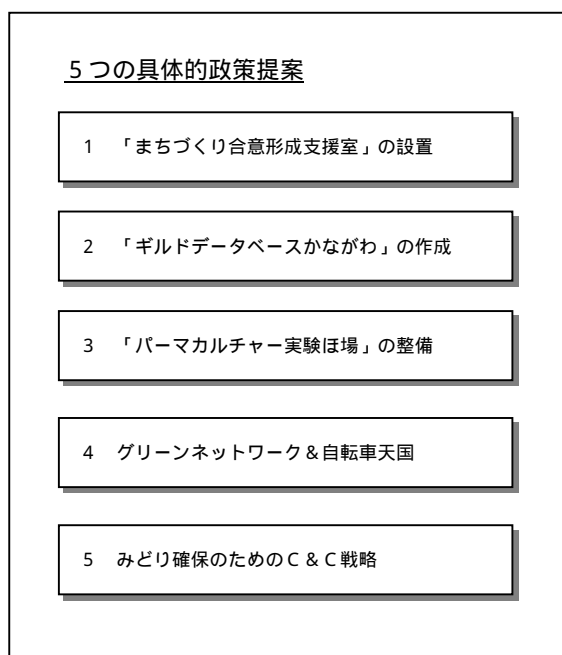 ５つの具体的政策提案
1 「まちづくり合意形成支援室」の設置
2 「ギルドデータベースかながわ」の作成
3 「パーマカルチャー実験ほ場」の整備
4 グリーンネットワーク＆自転車天国
5 みどり確保のためのＣ＆Ｃ戦略